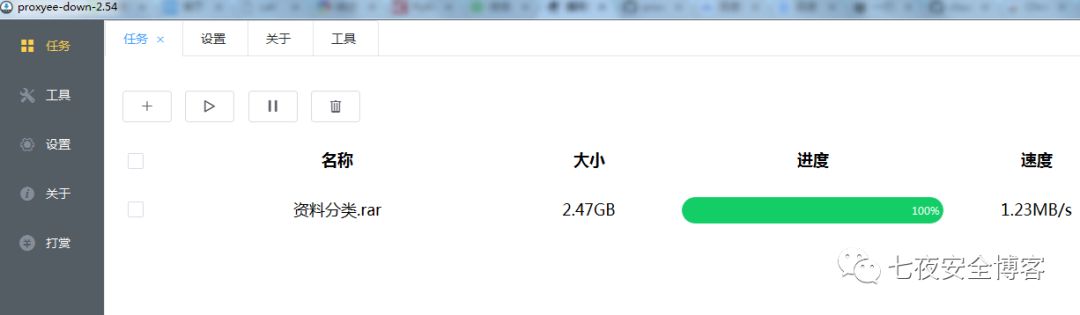 proxyee-down-2.54
任务
工具
设置
关于
打赏
任务 ×
设置
关于
工具
名称
大小
进度
速度
资料分类.rar
2.47GB
100%
1.23MB/s
七夜安全博客